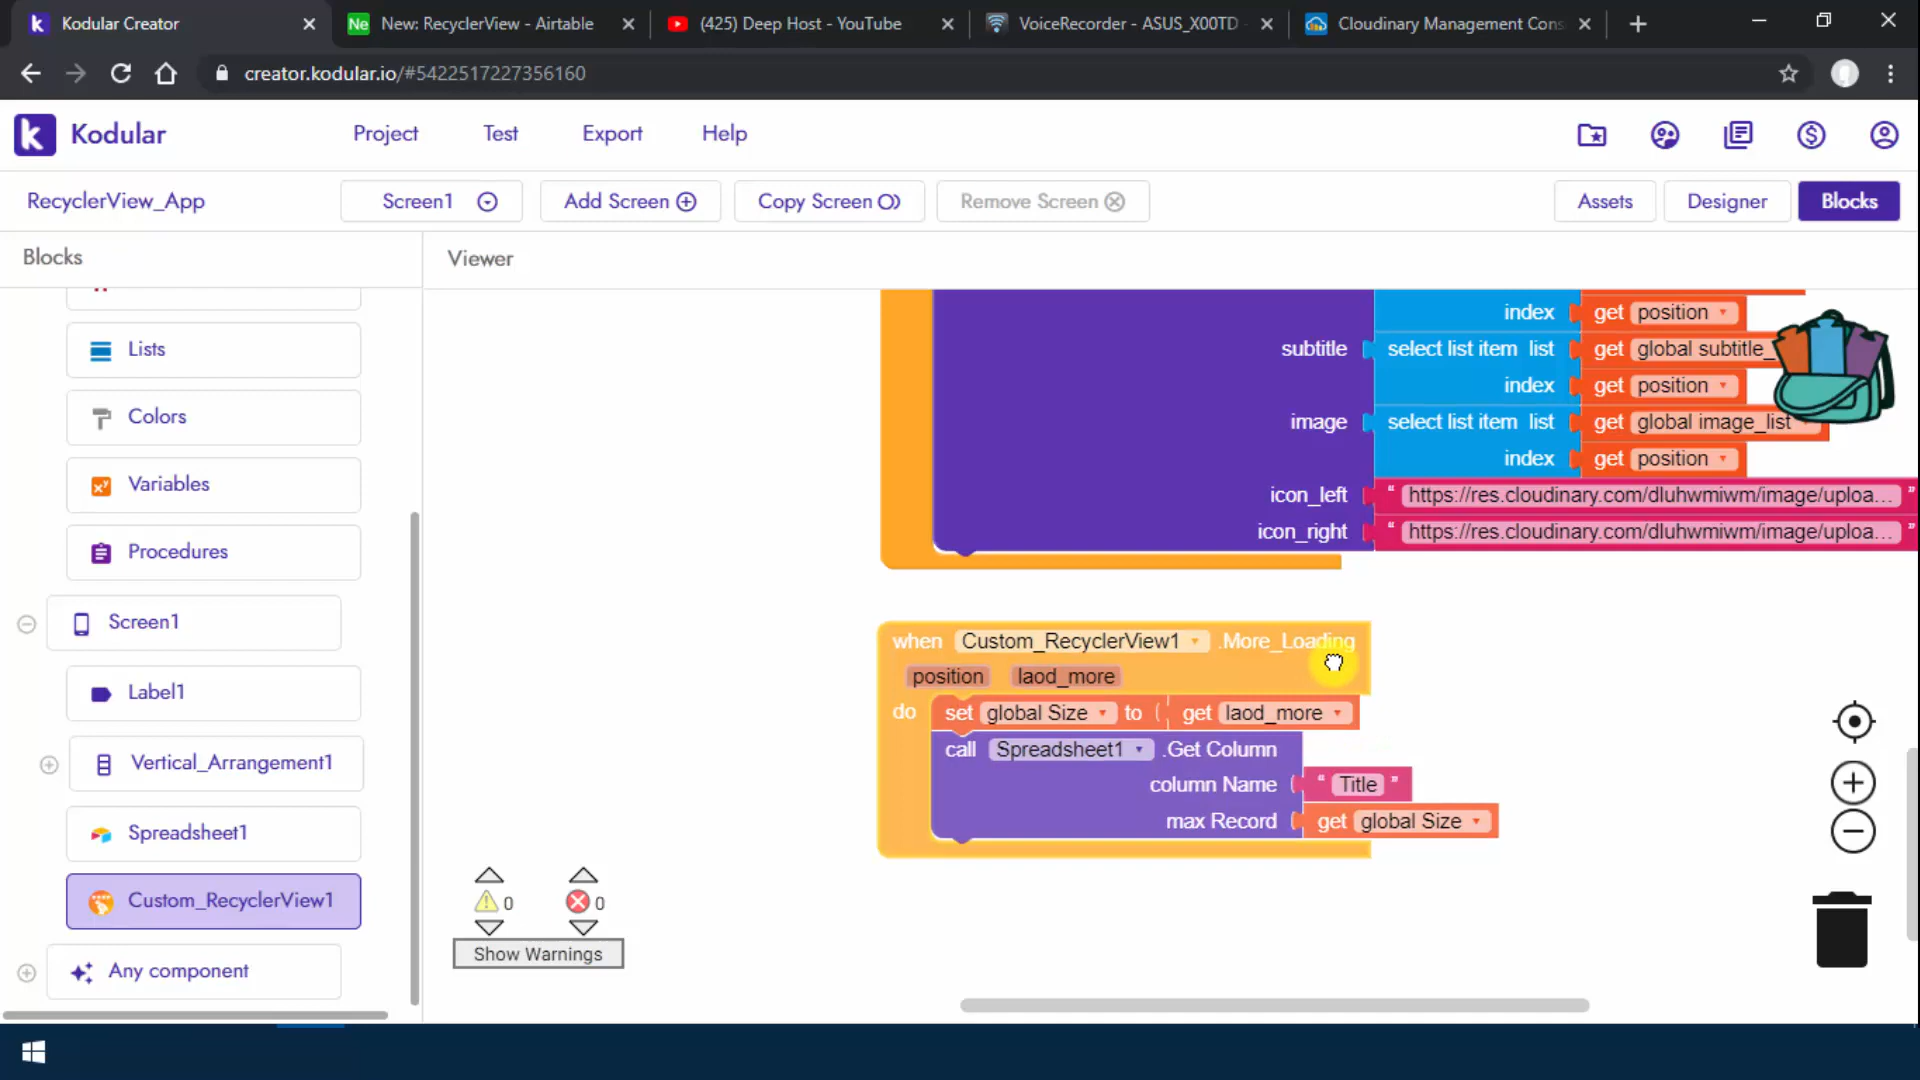 Kodular Creator
New: RecyclerView - Airtable
(425) Deep Host - YouTube
VoiceRecorder - ASUS_X00TD
Cloudinary Management Cons
creator.kodular.io/#5422517227356160
Kodular
Project
Test
Export
Help
RecyclerView_App
Screen1
Add Screen
Copy Screen
Remove Screen
Assets
Designer
Blocks
Blocks
Viewer
Lists
Colors
Variables
Procedures
Screen1
Label1
Vertical_Arrangement1
Spreadsheet1
Custom_RecyclerView1
Any component
index get position
subtitle select list item list get global subtitle_
index get position
image select list item list get global image_list
index get position
icon_left “ https://res.cloudinary.com/dluhwmiwm/image/uploa... ”
icon_right “ https://res.cloudinary.com/dluhwmiwm/image/uploa... ”
when Custom_RecyclerView1 .More_Loading
position laod_more
do set global Size to get laod_more
call Spreadsheet1 .Get Column
column Name “ Title ”
max Record get global Size
0 0
Show Warnings